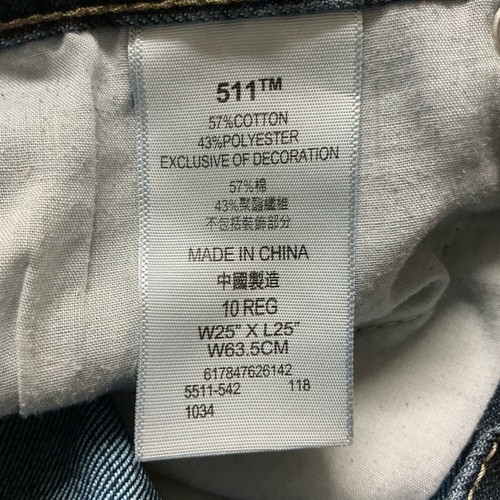 511™
57%COTTON
43%POLYESTER
EXCLUSIVE OF DECORATION
57%棉
43%聚酯纖維
不包括裝飾部分
MADE IN CHINA
中國製造
10 REG
W25" X L25"
W63.5CM
617847626142
5511-542 118
1034